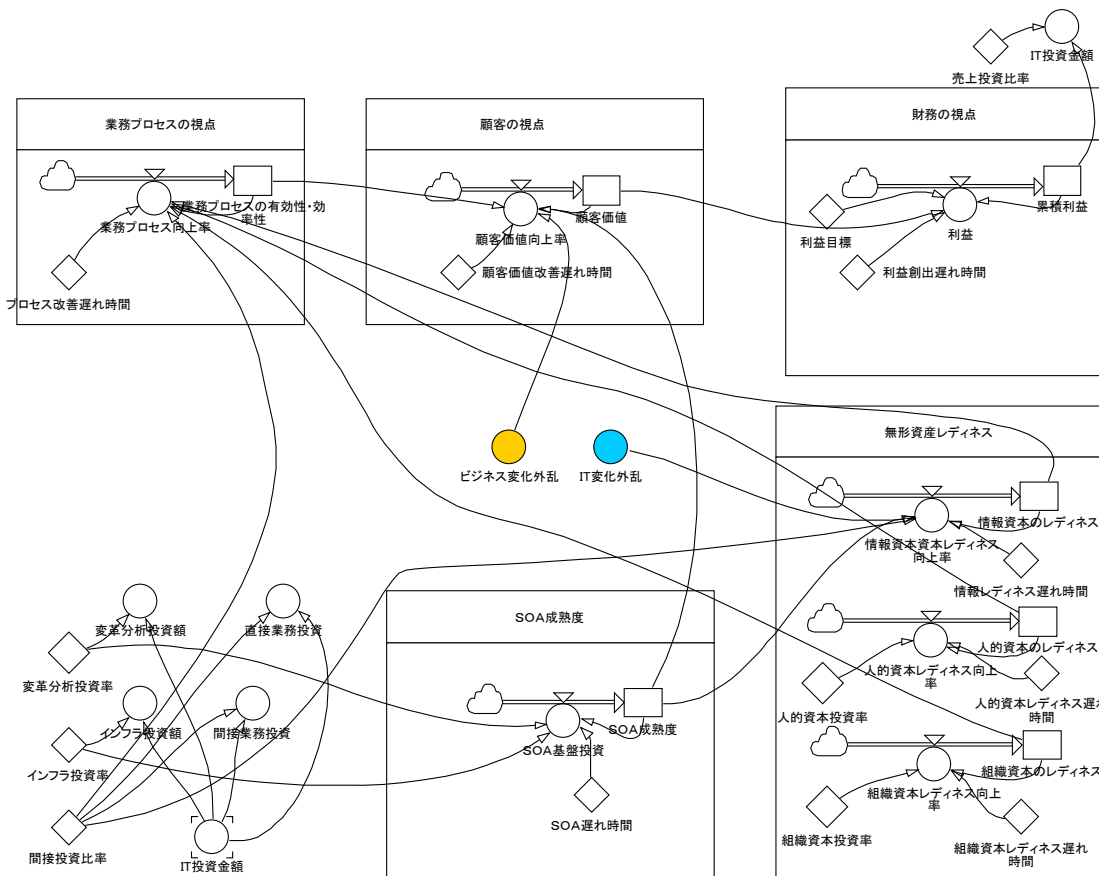 IT投資金額
売上投資比率
業務プロセスの視点
顧客の視点
財務の視点
業務プロセスの有効性・効
率性
業務プロセス向上率
プロセス改善遅れ時間
顧客価値
顧客価値向上率
顧客価値改善遅れ時間
累積利益
利益
利益目標
利益創出遅れ時間
ビジネス変化外乱
IT変化外乱
無形資産レディネス
情報資本のレディネス
情報資本資本レディネス
向上率
情報レディネス遅れ時間
人的資本のレディネス
人的資本レディネス向上
率
人的資本投資率
人的資本レディネス遅れ
時間
組織資本のレディネス
組織資本レディネス向上
率
組織資本投資率
組織資本レディネス遅れ
時間
SOA成熟度
SOA成熟度
SOA基盤投資
SOA遅れ時間
変革分析投資額
直接業務投資
変革分析投資率
インフラ投資額
間接業務投資
インフラ投資率
間接投資比率
IT投資金額